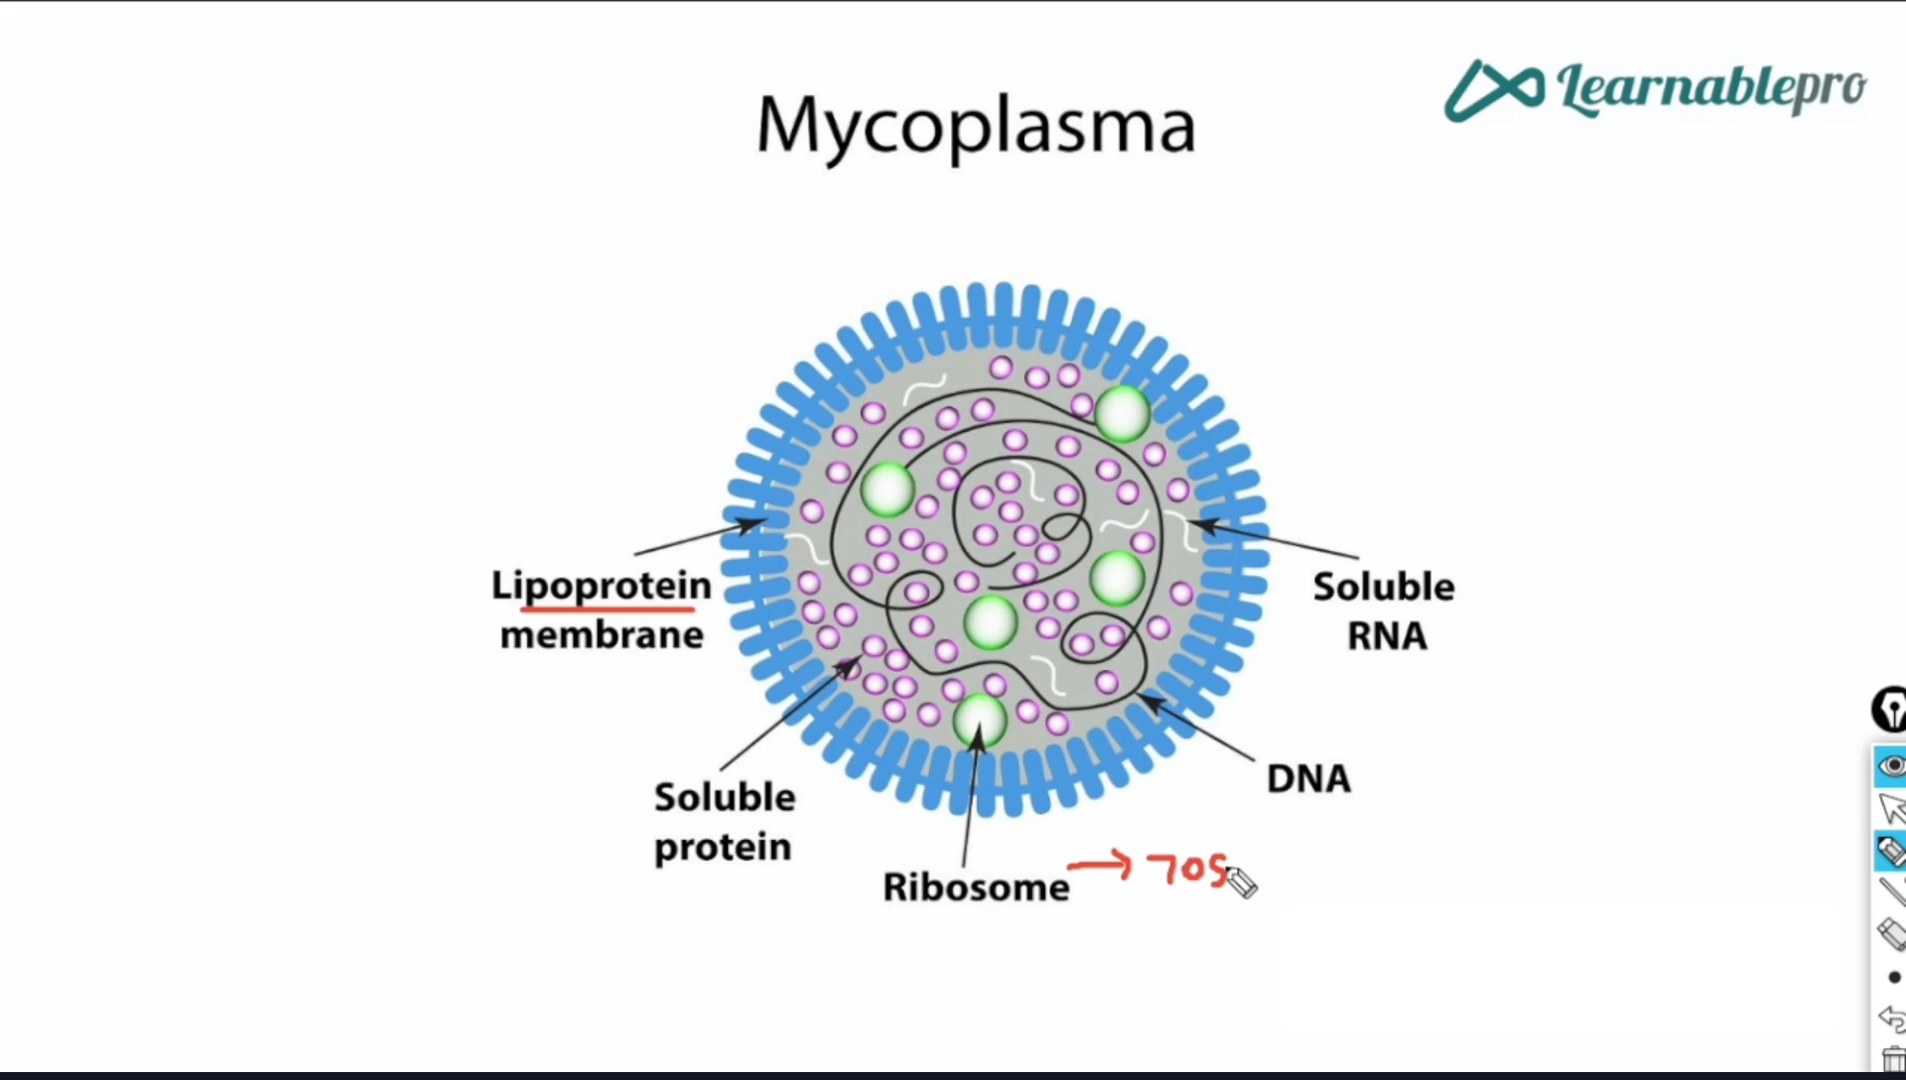 Learnablepro
Mycoplasma
Lipoprotein
membrane
Soluble
RNA
Soluble
protein
DNA
Ribosome → 70S